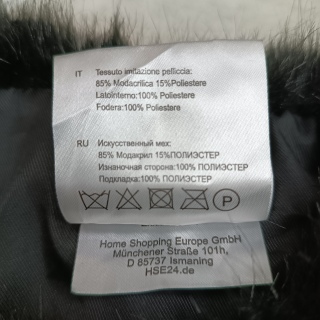 IT Tessuto imitazione pelliccia:
85% Modacrilica 15%Poliestere
LatoInterno:100% Poliestere
Fodera:100% Poliestere
RU Искусственный мех:
85% Модакрил 15%ПОЛИЭСТЕР
Изнаночная сторона:100% ПОЛИЭСТЕР
Подкладка:100% ПОЛИЭСТЕР
Home Shopping Europe GmbH
Münchener Straße 101h,
D 85737 Ismaning
HSE24.de